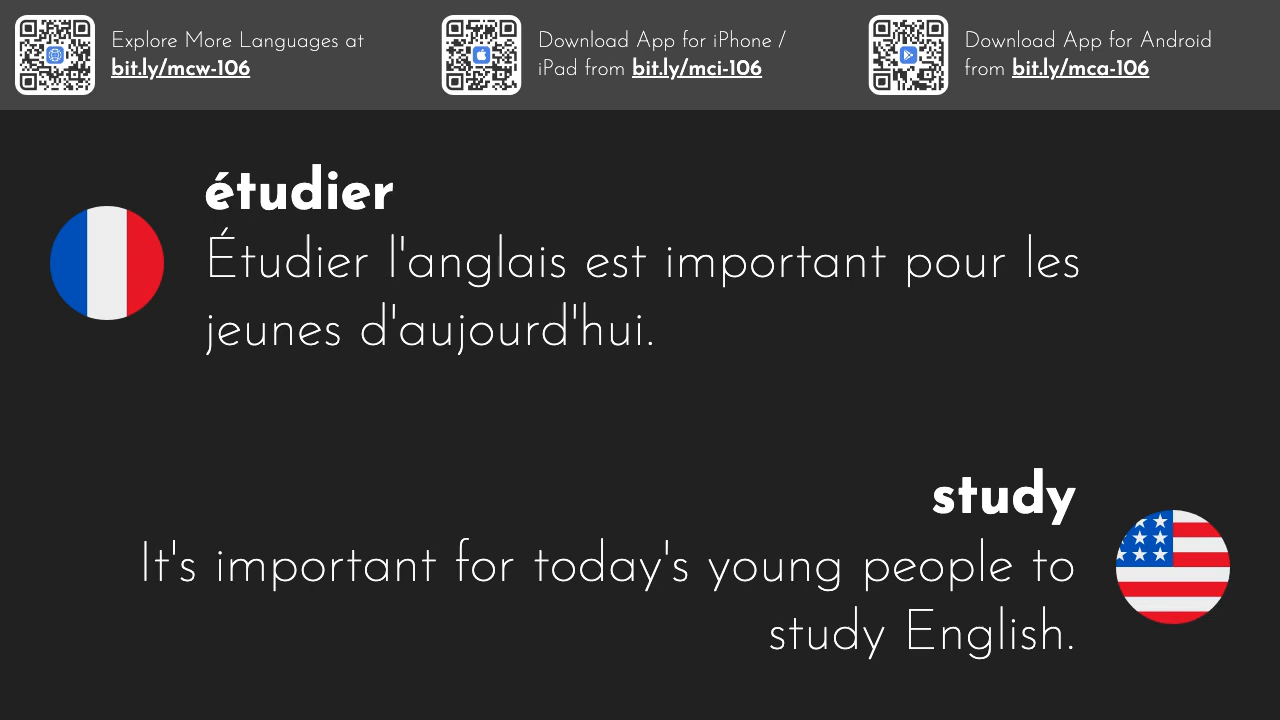 Explore More Languages at
bit.ly/mcw-106
Download App for iPhone /
iPad from bit.ly/mci-106
Download App for Android
from bit.ly/mca-106
étudier
Étudier l'anglais est important pour les
jeunes d'aujourd'hui.
study
It's important for today's young people to
study English.